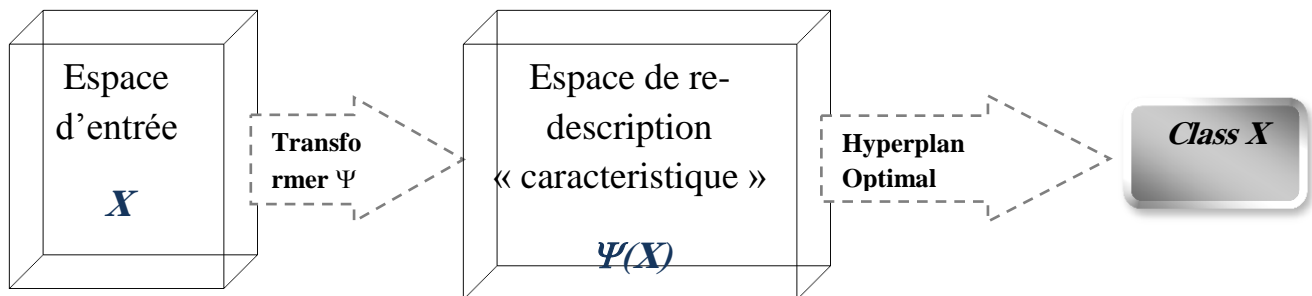 Espace
d’entrée
X
Transfo
rmer Ψ
Espace de re-
description
« caracteristique »
Ψ(X)
Hyperplan
Optimal
Class X